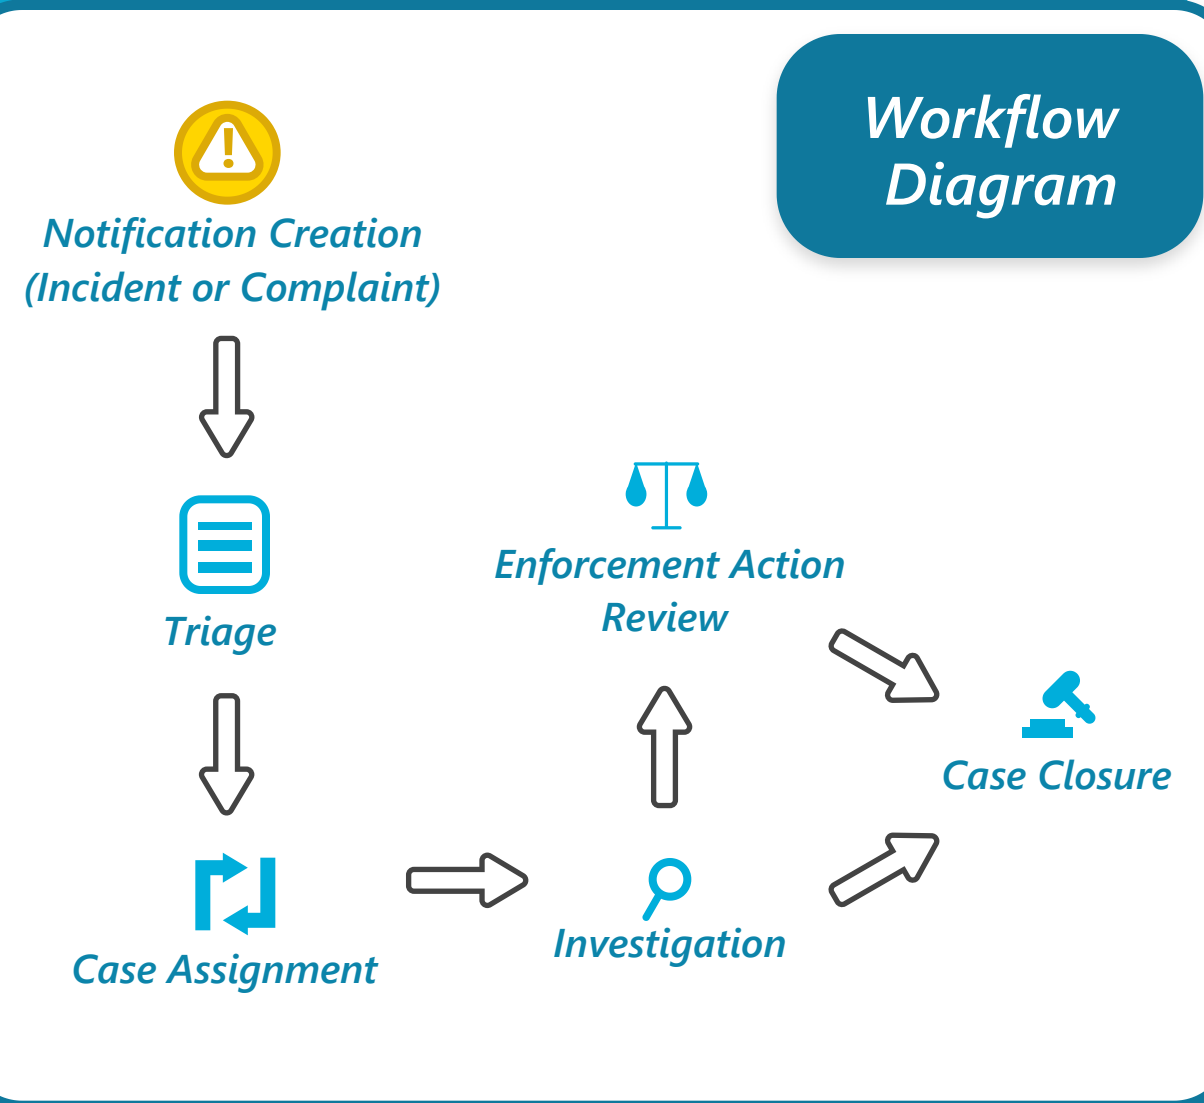 Workflow
Diagram
Notification Creation
(Incident or Complaint)
Triage
Case Assignment
Enforcement Action
Review
Investigation
Case Closure